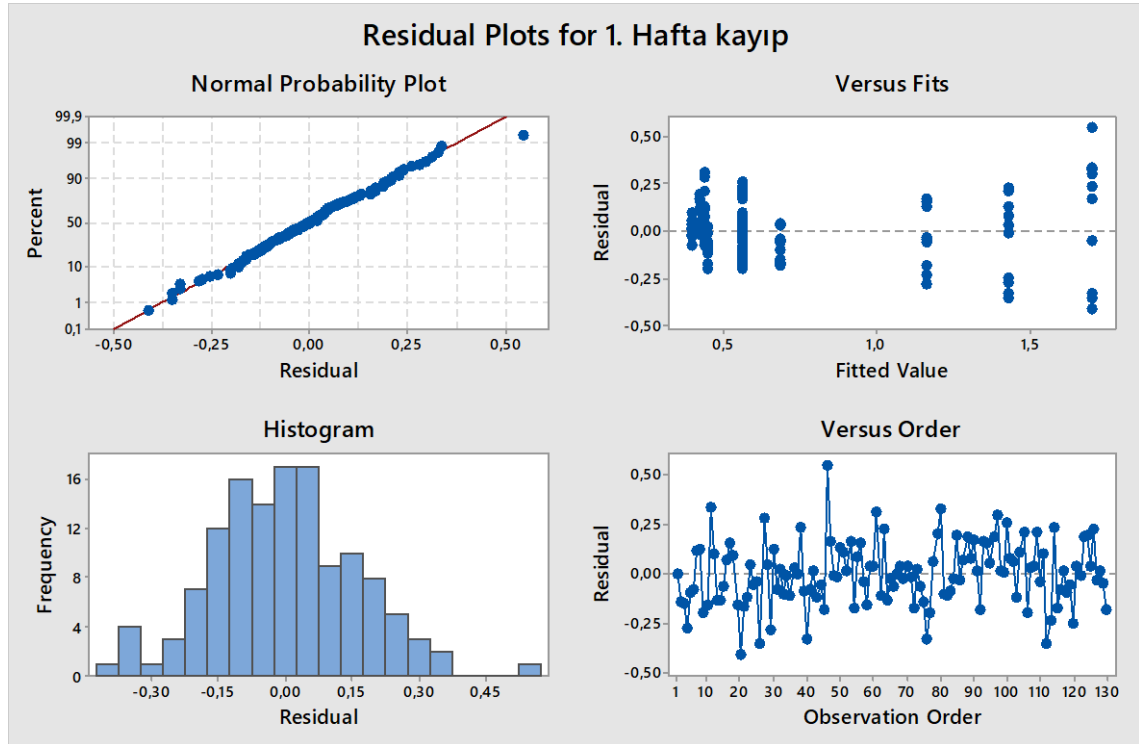 Residual Plots for 1. Hafta kayıp
Normal Probability Plot
99,9
99
90
50
10
1
0,1
Percent
-0,50 -0,25 0,00 0,25 0,50
Residual
Versus Fits
0,50
0,25
0,00
-0,25
-0,50
Residual
0,5 1,0 1,5
Fitted Value
Histogram
16
12
8
4
0
Frequency
-0,30 -0,15 0,00 0,15 0,30 0,45
Residual
Versus Order
0,50
0,25
0,00
-0,25
-0,50
Residual
1 10 20 30 40 50 60 70 80 90 100 110 120 130
Observation Order